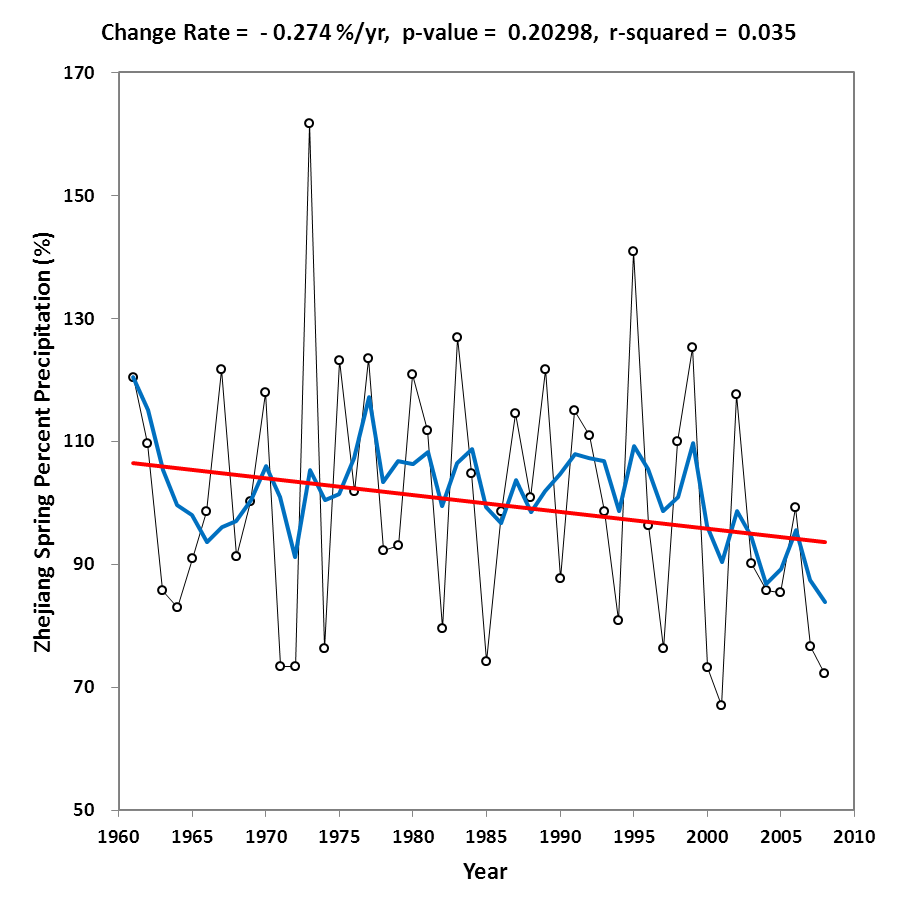 Change Rate = - 0.274 %/yr, p-value = 0.20298, r-squared = 0.035
170
150
130
110
90
70
50
Zhejiang Spring Percent Precipitation (%)
1960 1965 1970 1975 1980 1985 1990 1995 2000 2005 2010
Year